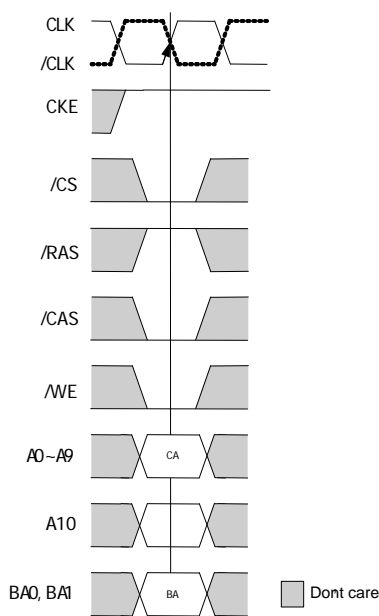 CLK
/CLK
CKE
/CS
/RAS
/CAS
/WE
A0~A9
CA
A10
BA0, BA1
BA
Dont care